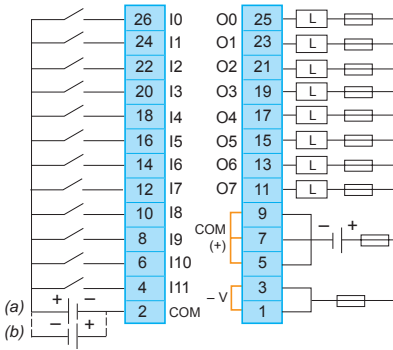 26 I0 O0 25 L
24 I1 O1 23 L
22 I2 O2 21 L
20 I3 O3 19 L
18 I4 O4 17 L
16 I5 O5 15 L
14 I6 O6 13 L
12 I7 O7 11 L
10 I8 9
8 I9 COM (+) 7 – +
6 I10 5
4 I11 – V 3
(a) + – 2 COM 1
(b) – +